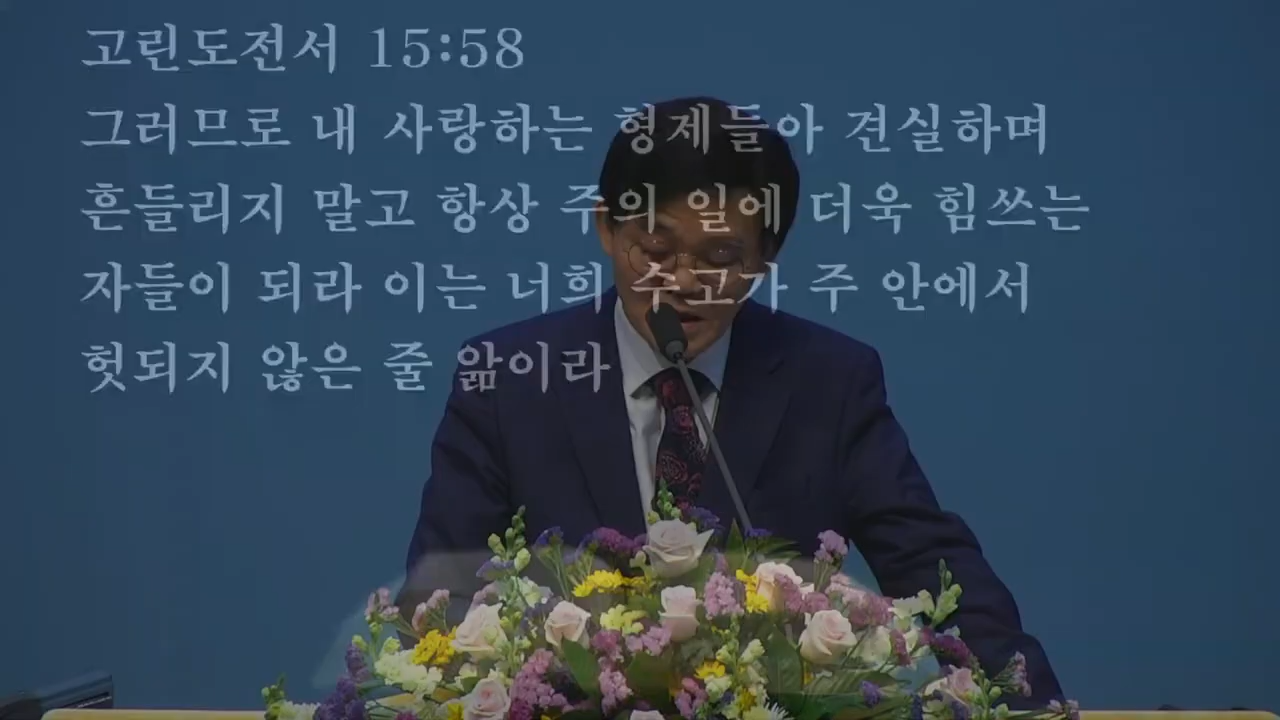 고린도전서 15:58
그러므로 내 사랑하는 형제들아 견실하며
흔들리지 말고 항상 주의 일에 더욱 힘쓰는
자들이 되라 이는 너희 수고가 주 안에서
헛되지 않은 줄 앎이라